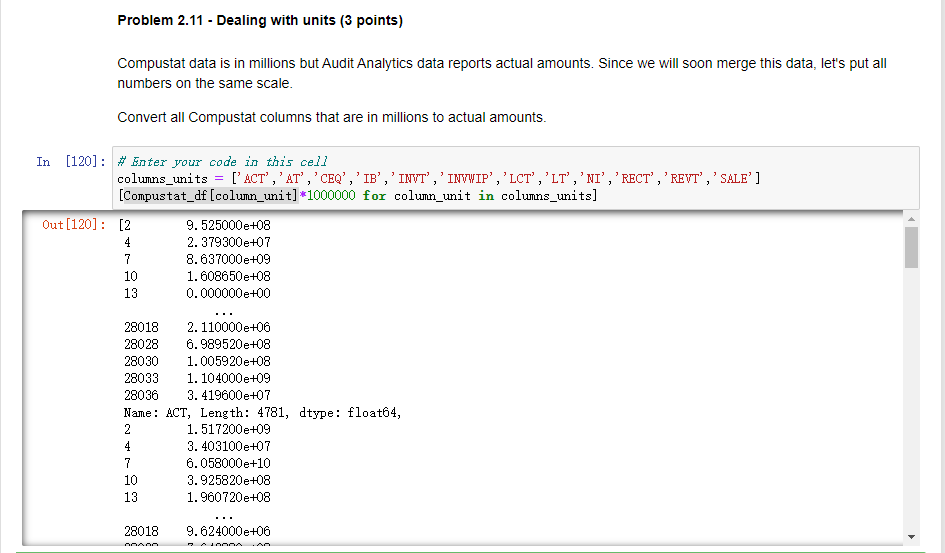 Problem 2.11 - Dealing with units (3 points)
Compustat data is in millions but Audit Analytics data reports actual amounts. Since we will soon merge this data, let's put all
numbers on the same scale.
Convert all Compustat columns that are in millions to actual amounts.
In [120]: # Enter your code in this cell
columns_units = ['ACT','AT','CEQ','IB','INVT','INVWIP','LCT','LT','NI','RECT','REVT','SALE']
[Compustat_df[column_unit]*1000000 for column_unit in columns_units]
Out[120]: [2 9.525000e+08
4 2.379300e+07
7 8.637000e+09
10 1.608650e+08
13 0.000000e+00
...
28018 2.110000e+06
28028 6.989520e+08
28030 1.005920e+08
28033 1.104000e+09
28036 3.419600e+07
Name: ACT, Length: 4781, dtype: float64,
2 1.517200e+09
4 3.403100e+07
7 6.058000e+10
10 3.925820e+08
13 1.960720e+08
...
28018 9.624000e+06